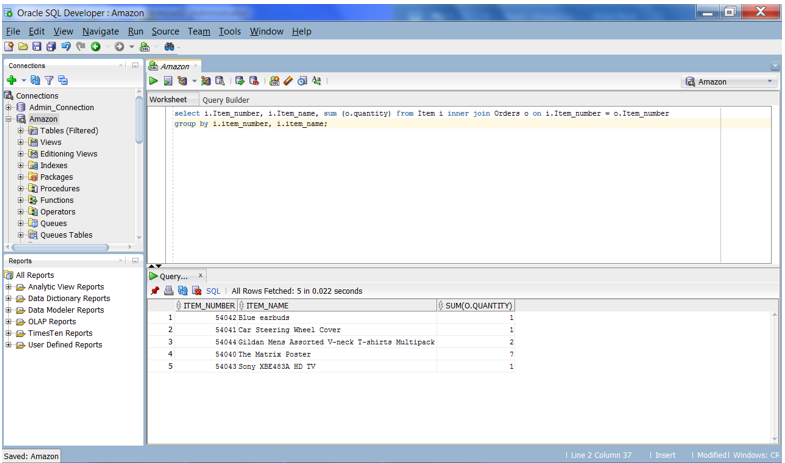 Oracle SQL Developer : Amazon
File Edit View Navigate Run Source Team Tools Window Help
Connections
Amazon
Amazon
Worksheet Query Builder
Connections
Admin_Connection
Amazon
Tables (Filtered)
Views
Editioning Views
Indexes
Packages
Procedures
Functions
Operators
Queues
Queues Tables
select i.Item_number, i.Item_name, sum (o.quantity) from Item i inner join Orders o on i.Item_number = o.Item_number
group by i.item_number, i.item_name;
Reports
All Reports
Analytic View Reports
Data Dictionary Reports
Data Modeler Reports
OLAP Reports
TimesTen Reports
User Defined Reports
Query... x
SQL | All Rows Fetched: 5 in 0.022 seconds
ITEM_NUMBER ITEM_NAME SUM(O.QUANTITY)
1 54042 Blue earbuds 1
2 54041 Car Steering Wheel Cover 1
3 54044 Gildan Mens Assorted V-neck T-shirts Multipack 2
4 54040 The Matrix Poster 7
5 54043 Sony XBE483A HD TV 1
Saved: Amazon
| Line 2 Column 37 | Insert | Modified | Windows: CR